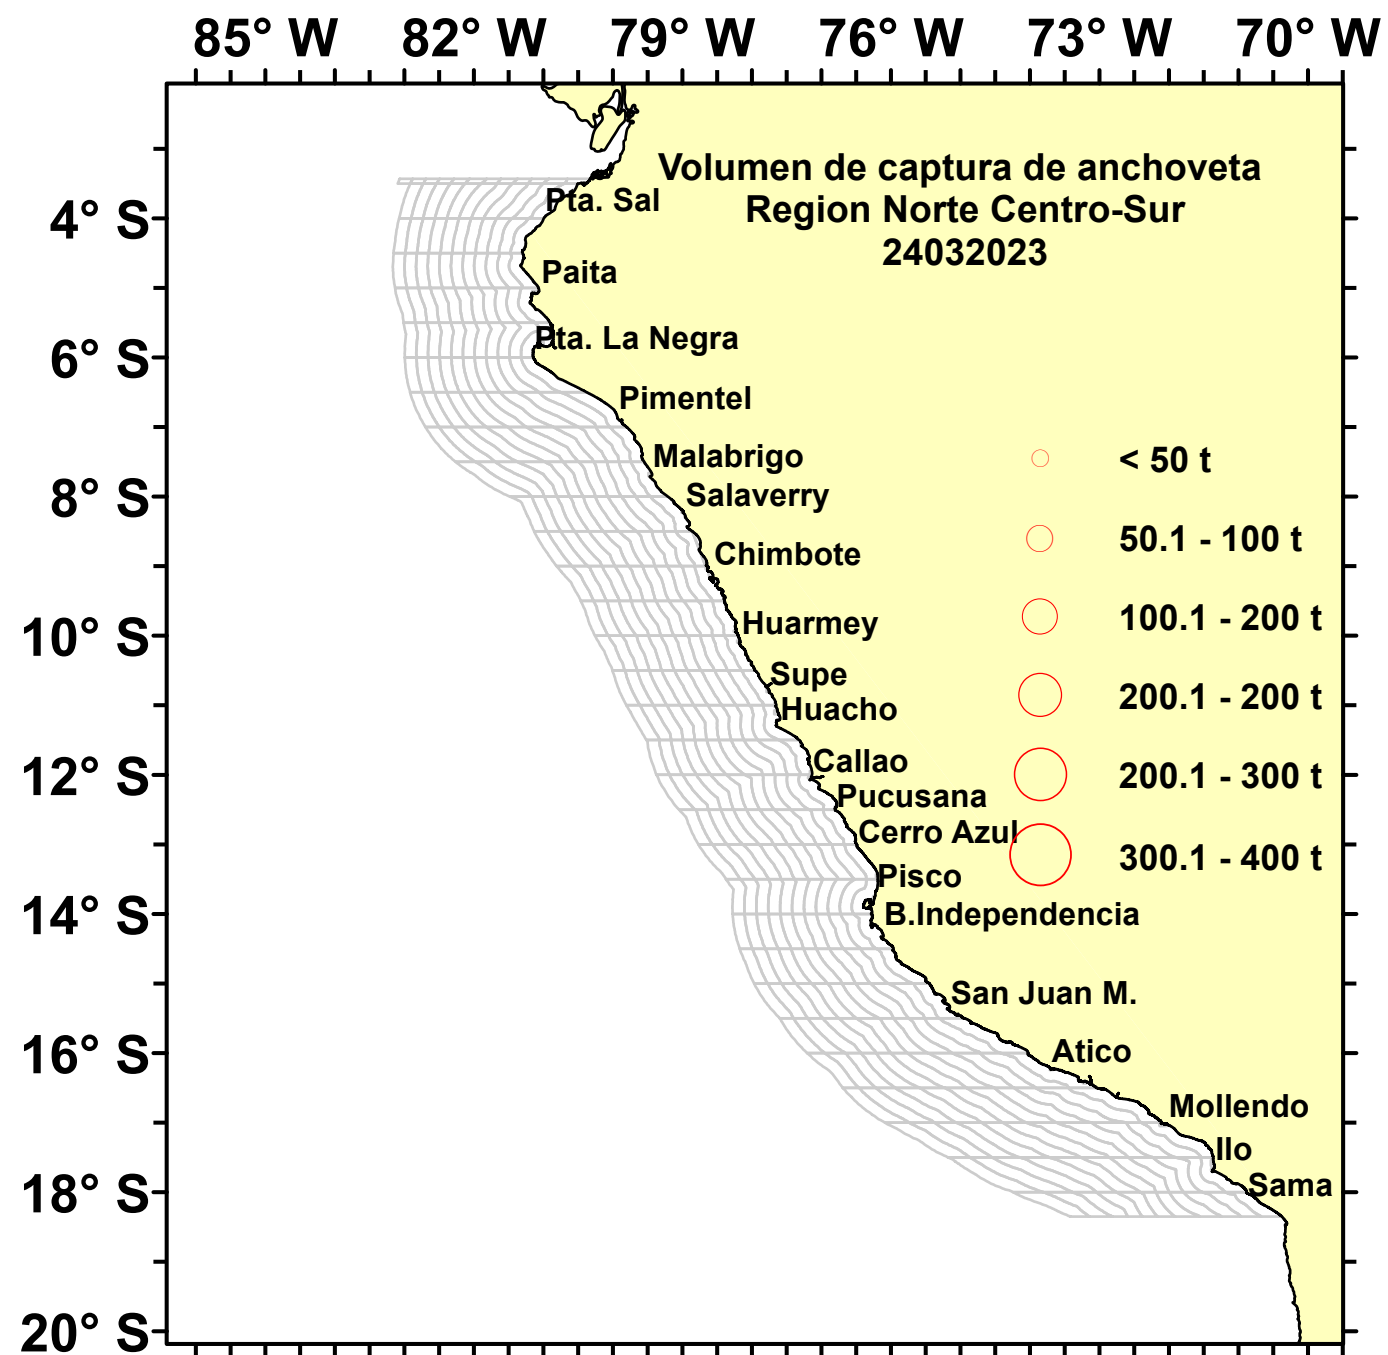 85° W 82° W 79° W 76° W 73° W 70° W
Volumen de captura de anchoveta
Region Norte Centro-Sur
24032023
4° S
6° S
8° S
10° S
12° S
14° S
16° S
18° S
20° S
Pta. Sal
Paita
Pta. La Negra
Pimentel
Malabrigo
Salaverry
Chimbote
Huarmey
Supe
Huacho
Callao
Pucusana
Cerro Azul
Pisco
B.Independencia
San Juan M.
Atico
Mollendo
Ilo
Sama
< 50 t
50.1 - 100 t
100.1 - 200 t
200.1 - 200 t
200.1 - 300 t
300.1 - 400 t